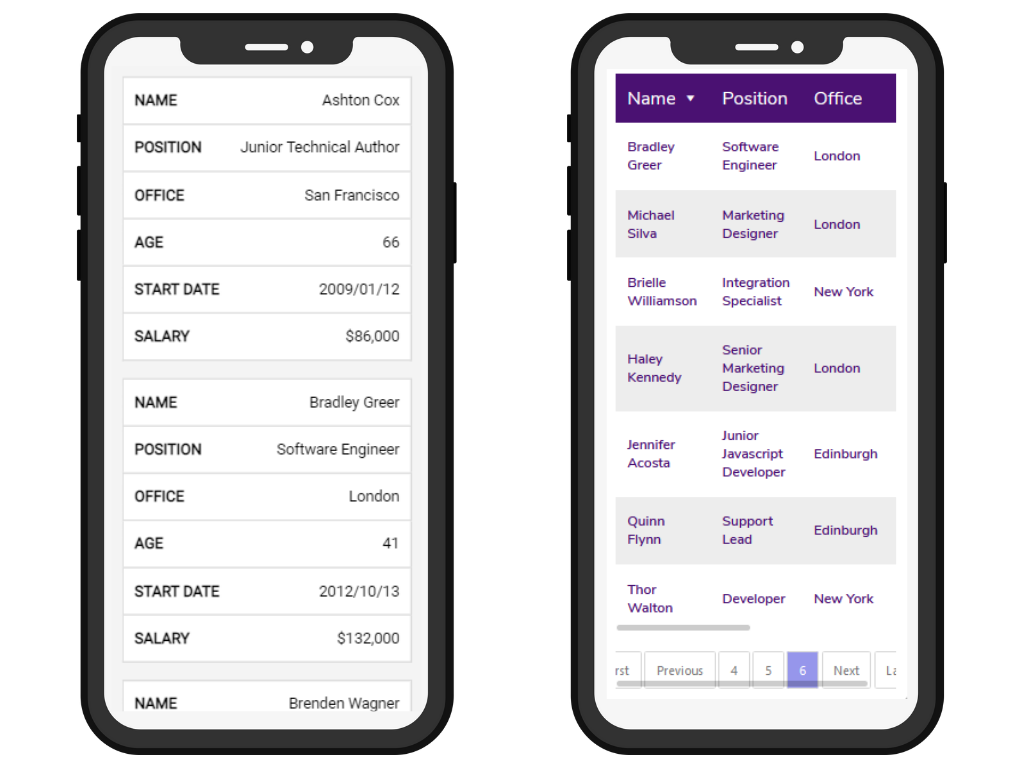 NAME Ashton Cox
POSITION Junior Technical Author
OFFICE San Francisco
AGE 66
START DATE 2009/01/12
SALARY $86,000
NAME Bradley Greer
POSITION Software Engineer
OFFICE London
AGE 41
START DATE 2012/10/13
SALARY $132,000
NAME Brenden Wagner
Name Position Office
Bradley Greer
Software Engineer
London
Michael Silva
Marketing Designer
London
Brielle Williamson
Integration Specialist
New York
Haley Kennedy
Senior Marketing Designer
London
Jennifer Acosta
Junior Javascript Developer
Edinburgh
Quinn Flynn
Support Lead
Edinburgh
Thor Walton
Developer
New York
rst Previous 4 5 6 Next La